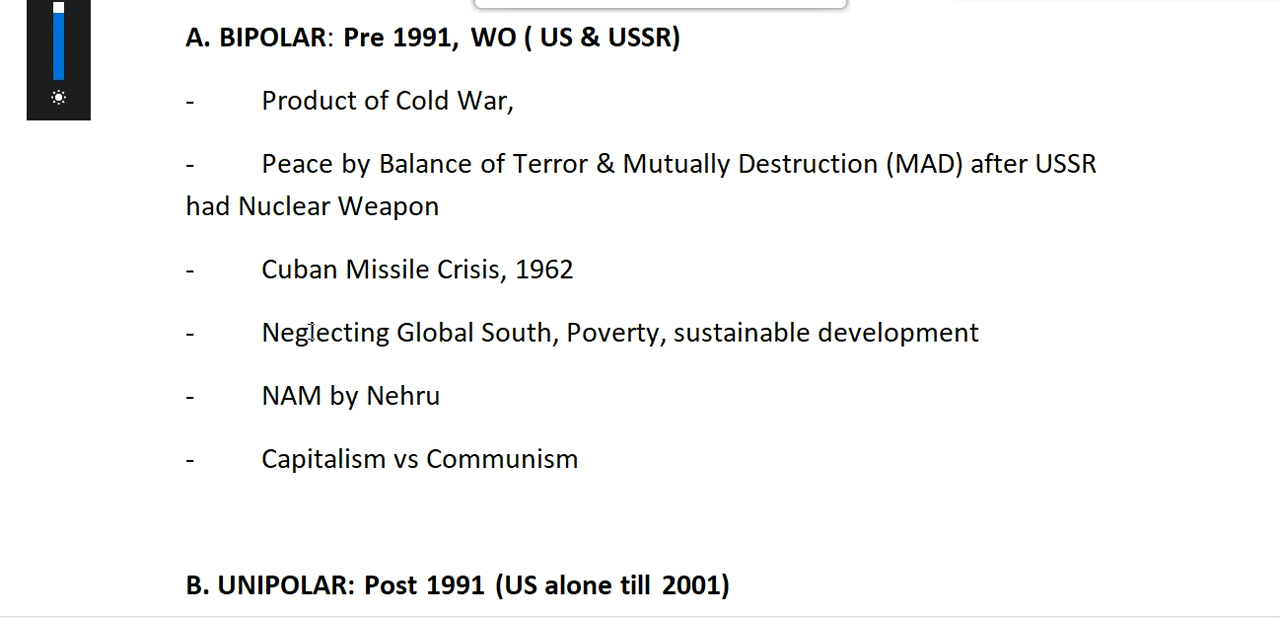 A. BIPOLAR: Pre 1991, WO ( US & USSR)
- Product of Cold War,
- Peace by Balance of Terror & Mutually Destruction (MAD) after USSR
had Nuclear Weapon
- Cuban Missile Crisis, 1962
- Neglecting Global South, Poverty, sustainable development
- NAM by Nehru
- Capitalism vs Communism
B. UNIPOLAR: Post 1991 (US alone till 2001)